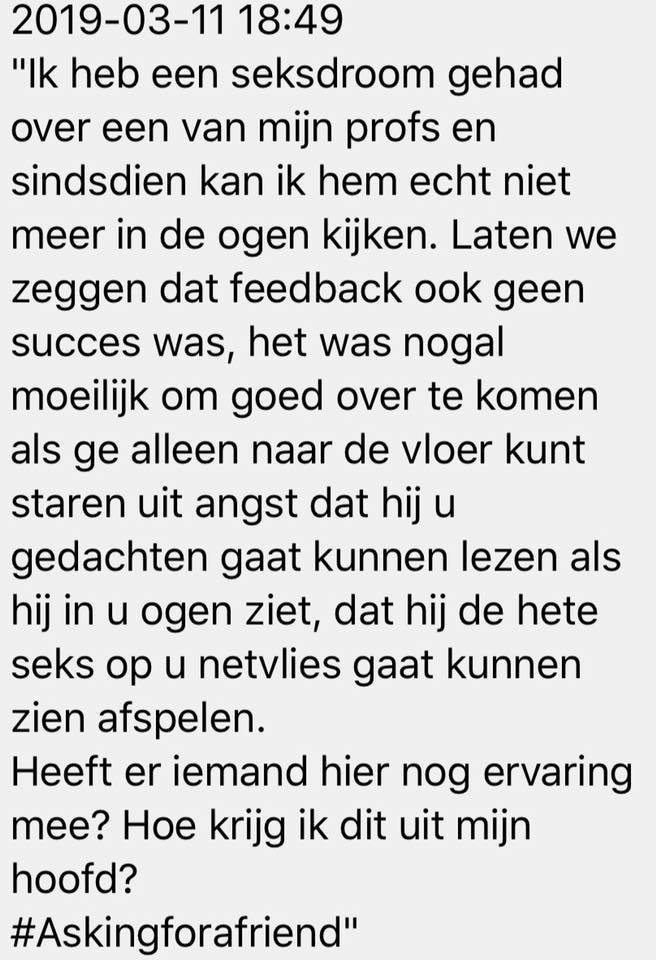 2019-03-11 18:49
"Ik heb een seksdroom gehad
over een van mijn profs en
sindsdien kan ik hem echt niet
meer in de ogen kijken. Laten we
zeggen dat feedback ook geen
succes was, het was nogal
moeilijk om goed over te komen
als ge alleen naar de vloer kunt
staren uit angst dat hij u
gedachten gaat kunnen lezen als
hij in u ogen ziet, dat hij de hete
seks op u netvlies gaat kunnen
zien afspelen.
Heeft er iemand hier nog ervaring
mee? Hoe krijg ik dit uit mijn
hoofd?
#Askingforafriend"